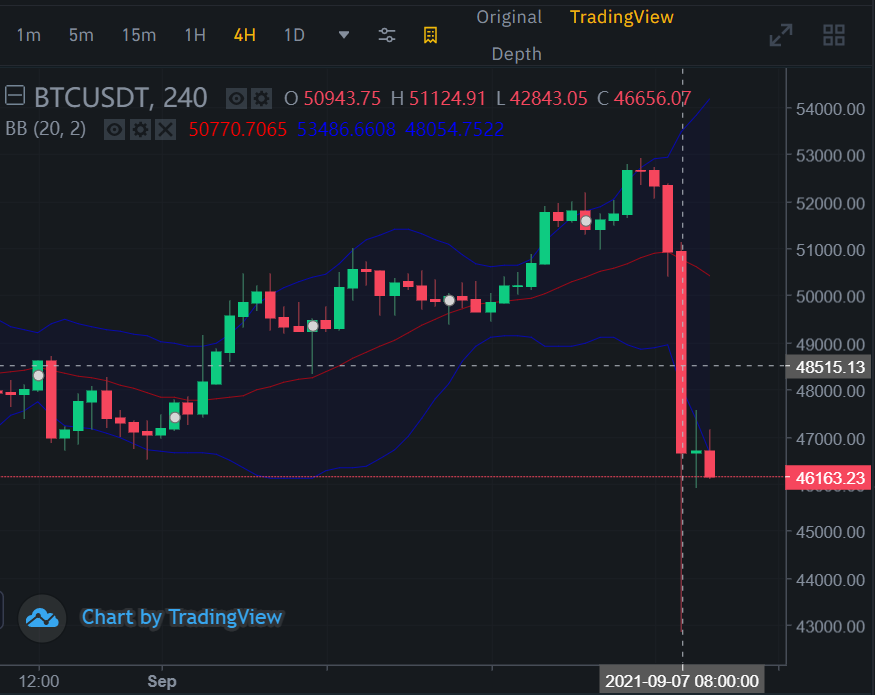 Original TradingView
1m 5m 15m 1H 4H 1D
Depth
BTCUSDT, 240 O 50943.75 H 51124.91 L 42843.05 C 46656.07
BB (20, 2) 50770.7065 53486.6608 48054.7522
54000.00
53000.00
52000.00
51000.00
50000.00
49000.00
48515.13
48000.00
47000.00
46163.23
45000.00
44000.00
43000.00
Chart by TradingView
12:00 Sep 2021-09-07 08:00:00